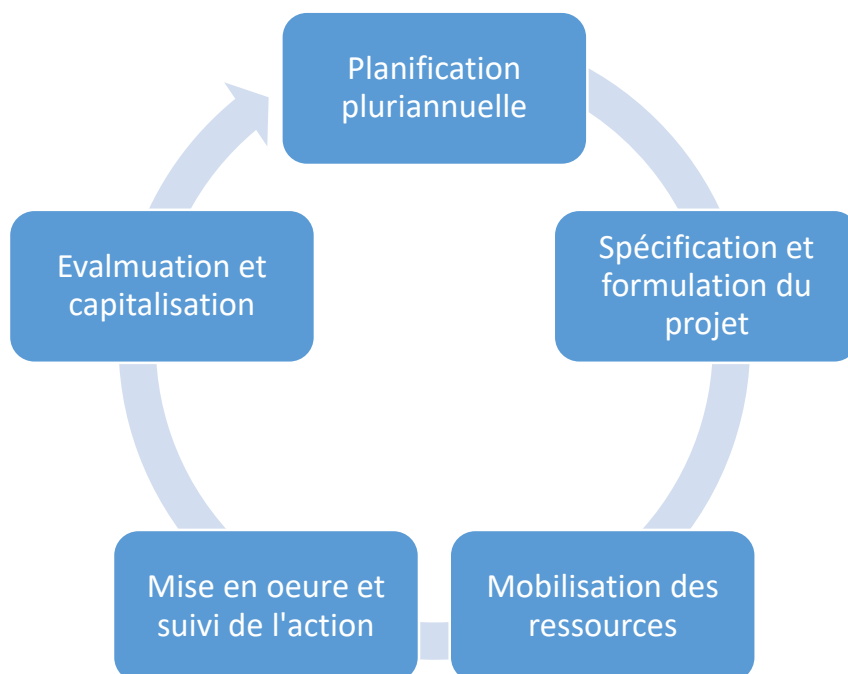 Planification
pluriannuelle
Spécification et
formulation du
projet
Mobilisation des
ressources
Mise en oeure et
suivi de l'action
Evalmuation et
capitalisation